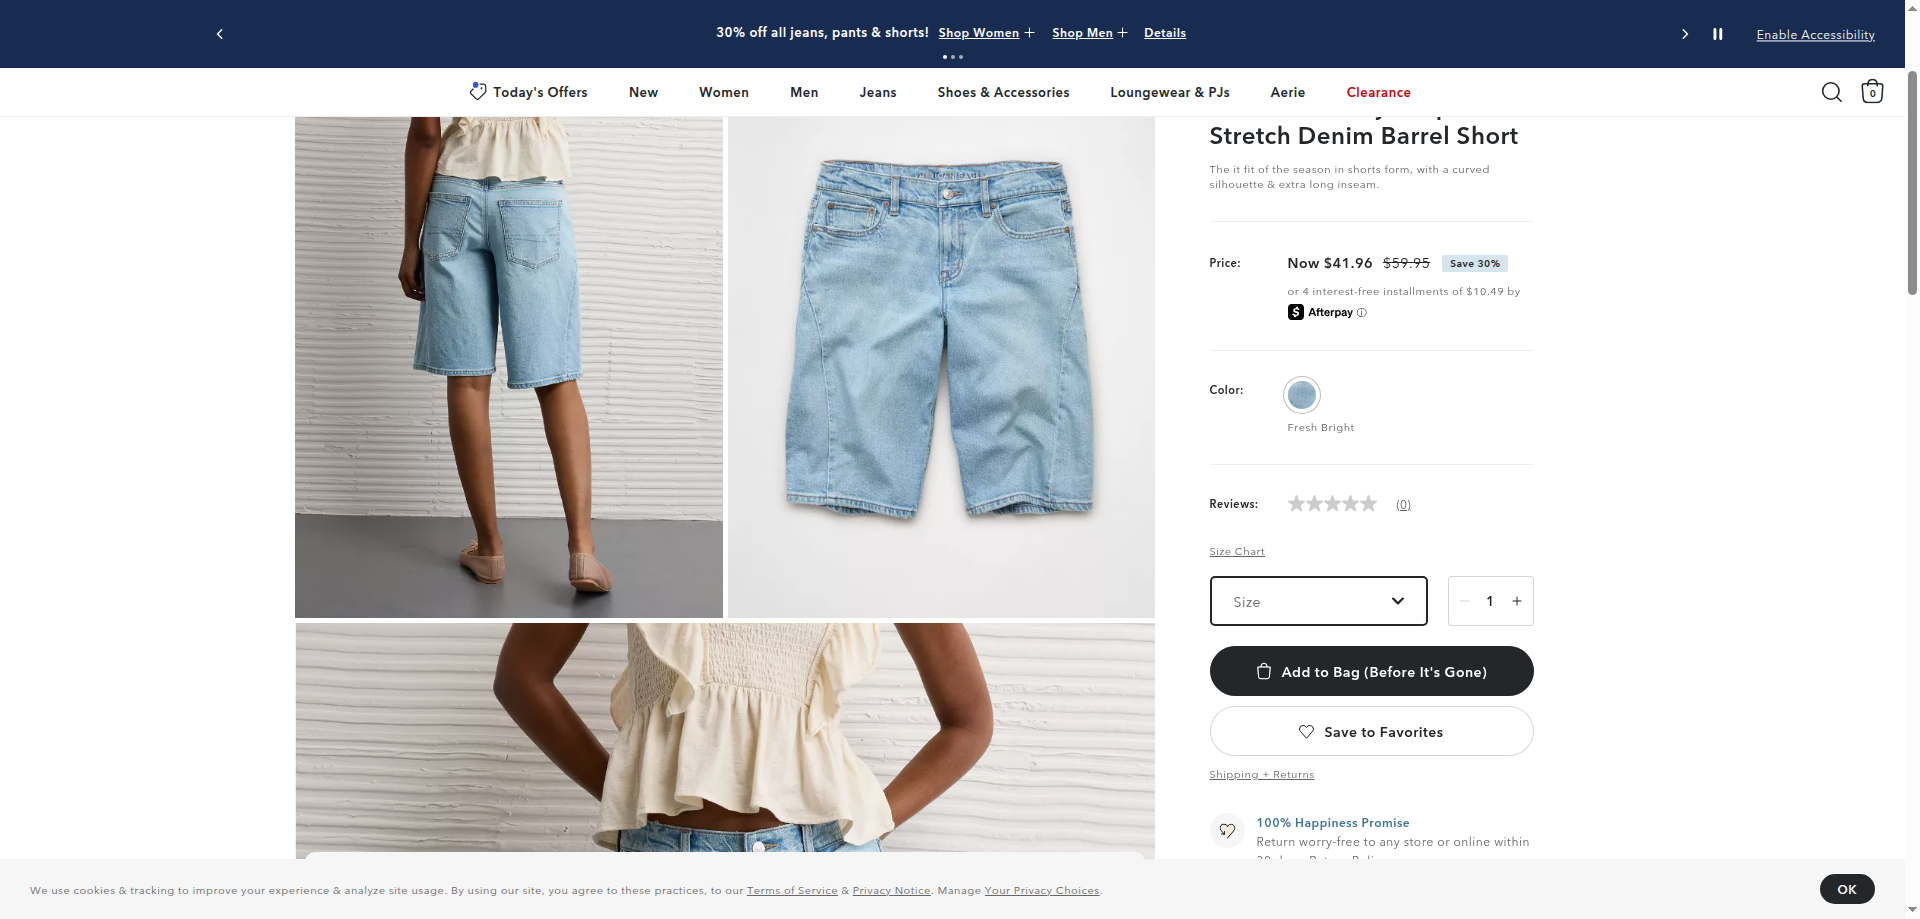 30% off all jeans, pants & shorts! Shop Women + Shop Men + Details
Enable Accessibility
Today's Offers New Women Men Jeans Shoes & Accessories Loungewear & PJs Aerie Clearance
0
Stretch Denim Barrel Short
The it fit of the season in shorts form, with a curved
silhouette & extra long inseam.
Price:
Now $41.96 $59.95 Save 30%
or 4 interest-free installments of $10.49 by
Afterpay
Color:
Fresh Bright
Reviews:
(0)
Size Chart
Size
− 1 +
Add to Bag (Before It's Gone)
Save to Favorites
Shipping + Returns
100% Happiness Promise
Return worry-free to any store or online within
We use cookies & tracking to improve your experience & analyze site usage. By using our site, you agree to these practices, to our Terms of Service & Privacy Notice. Manage Your Privacy Choices.
OK